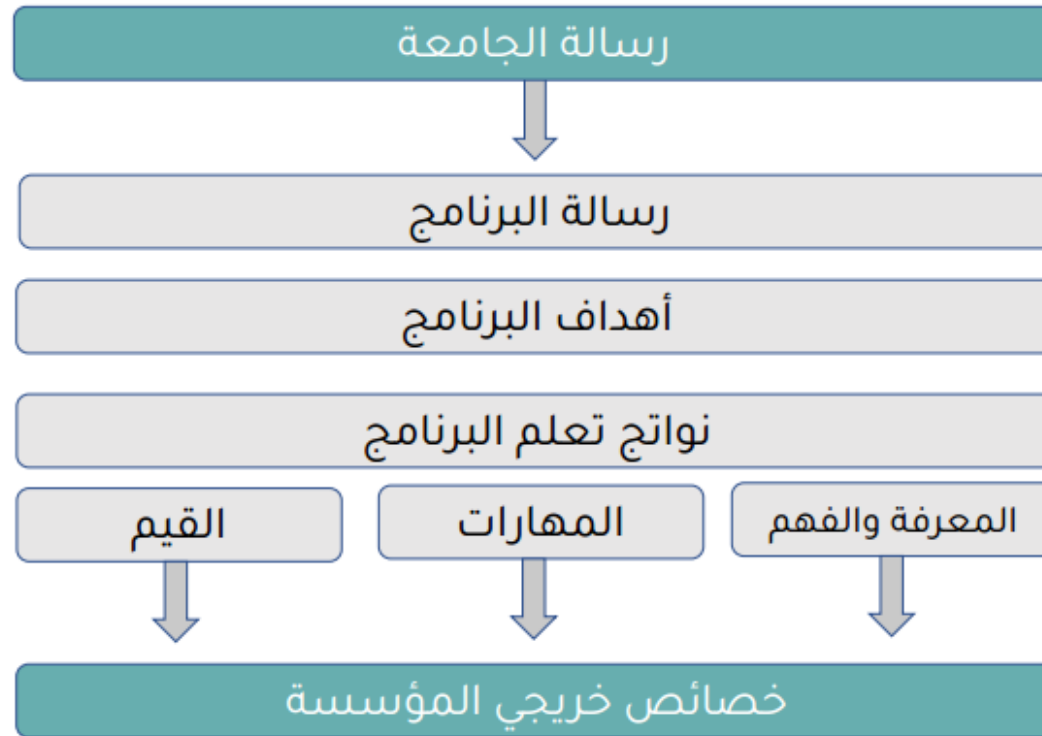 رسالة الجامعة
رسالة البرنامج
أهداف البرنامج
نواتج تعلم البرنامج
المعرفة والفهم
المهارات
القيم
خصائص خريجي المؤسسة